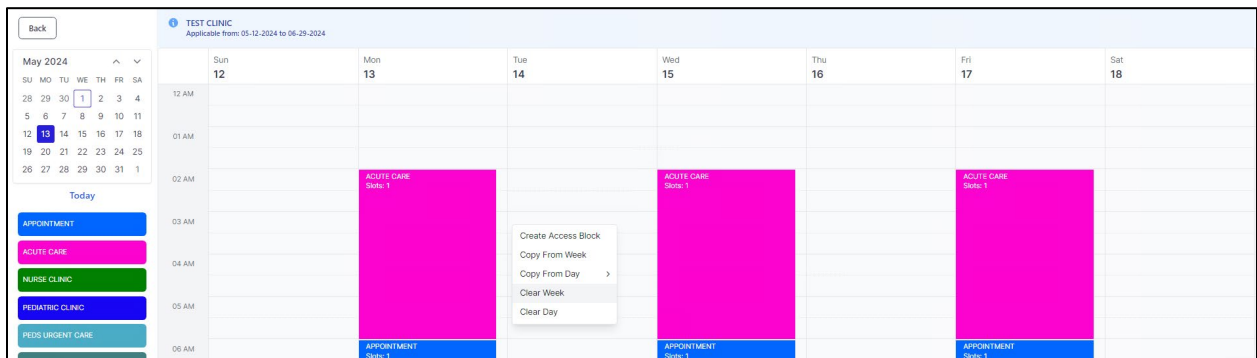 Back
TEST CLINIC
Applicable from: 05-12-2024 to 06-29-2024
May 2024
SU MO TU WE TH FR SA
28 29 30 1 2 3 4
5 6 7 8 9 10 11
12 13 14 15 16 17 18
19 20 21 22 23 24 25
26 27 28 29 30 31 1
Today
APPOINTMENT
ACUTE CARE
NURSE CLINIC
PEDIATRIC CLINIC
PEDS URGENT CARE
Sun Mon Tue Wed Thu Fri Sat
12 13 14 15 16 17 18
12 AM
01 AM
02 AM
03 AM
04 AM
05 AM
06 AM
ACUTE CARE
Slots: 1
APPOINTMENT
Slots: 1
Create Access Block
Copy From Week
Copy From Day
Clear Week
Clear Day
ACUTE CARE
Slots: 1
APPOINTMENT
Slots: 1
ACUTE CARE
Slots: 1
APPOINTMENT
Slots: 1